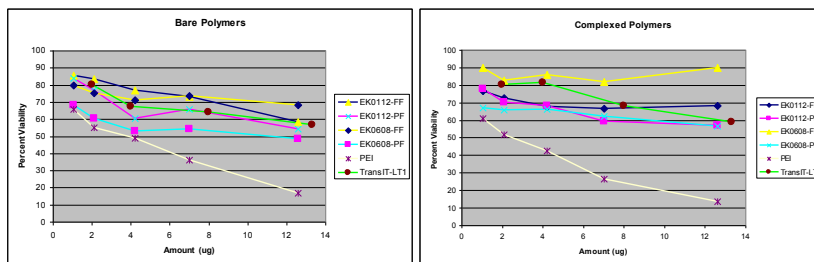 Bare Polymers
Percent Viability
100
90
80
70
60
50
40
30
20
10
0
0 2 4 6 8 10 12 14
Amount (ug)
EK0112-FF
EK0112-PF
EK0608-FF
EK0608-PF
PEI
TransIT-LT1
Complexed Polymers
Percent Viability
100
90
80
70
60
50
40
30
20
10
0
0 2 4 6 8 10 12 14
Amount (ug)
EK0112-F
EK0112-P
EK0608-F
EK0608-P
PEI
TransIT-LT